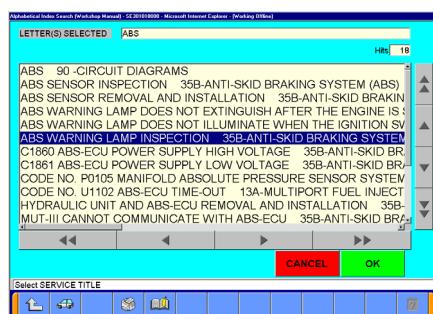 Alphabetical Index Search (Workshop Manual) - SE301010000 - Microsoft Internet Explorer - [Working Offline]
LETTER(S) SELECTED ABS
Hits 18
ABS 90 -CIRCUIT DIAGRAMS
ABS SENSOR INSPECTION 35B-ANTI-SKID BRAKING SYSTEM (ABS)
ABS SENSOR REMOVAL AND INSTALLATION 35B-ANTI-SKID BRAKIN
ABS WARNING LAMP DOES NOT EXTINGUISH AFTER THE ENGINE IS
ABS WARNING LAMP DOES NOT ILLUMINATE WHEN THE IGNITION SV
ABS WARNING LAMP INSPECTION 35B-ANTI-SKID BRAKING SYSTEM
C1860 ABS-ECU POWER SUPPLY HIGH VOLTAGE 35B-ANTI-SKID BR
C1861 ABS-ECU POWER SUPPLY LOW VOLTAGE 35B-ANTI-SKID BRA
CODE NO. P0105 MANIFOLD ABSOLUTE PRESSURE SENSOR SYSTEM
CODE NO. U1102 ABS-ECU TIME-OUT 13A-MULTIPORT FUEL INJECT
HYDRAULIC UNIT AND ABS-ECU REMOVAL AND INSTALLATION 35B-
MUT-III CANNOT COMMUNICATE WITH ABS-ECU 35B-ANTI-SKID BRA
CANCEL OK
Select SERVICE TITLE